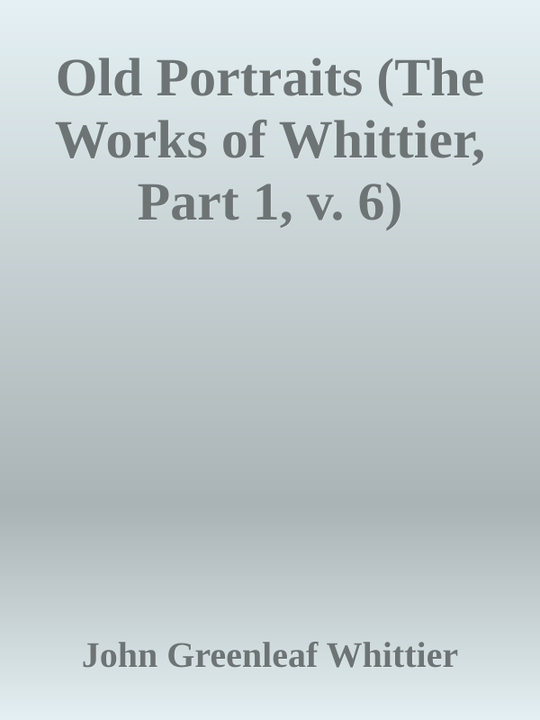 Old Portraits (The
Works of Whittier,
Part 1, v. 6)
John Greenleaf Whittier